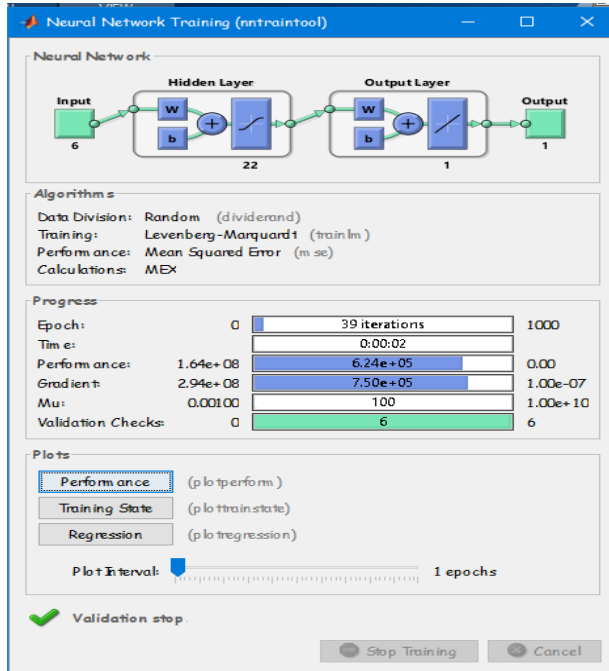 VIEW
Neural Network Training (nntraintool)
Neural Network
Hidden Layer
Output Layer
Input
W
b
+
W
b
+
Output
6
22
1
1
Algorithms
Data Division: Random (dividerand)
Training: Levenberg-Marquardt (trainlm)
Performance: Mean Squared Error (mse)
Calculations: MEX
Progress
Epoch: 0 39 iterations 1000
Time: 0:00:02
Performance: 1.64e+08 6.24e+05 0.00
Gradient: 2.94e+08 7.50e+05 1.00e-07
Mu: 0.00100 100 1.00e+10
Validation Checks: 0 6 6
Plots
Performance (plotperform)
Training State (plottrainstate)
Regression (plotregression)
Plot Interval: 1 epochs
Validation stop.
Stop Training Cancel